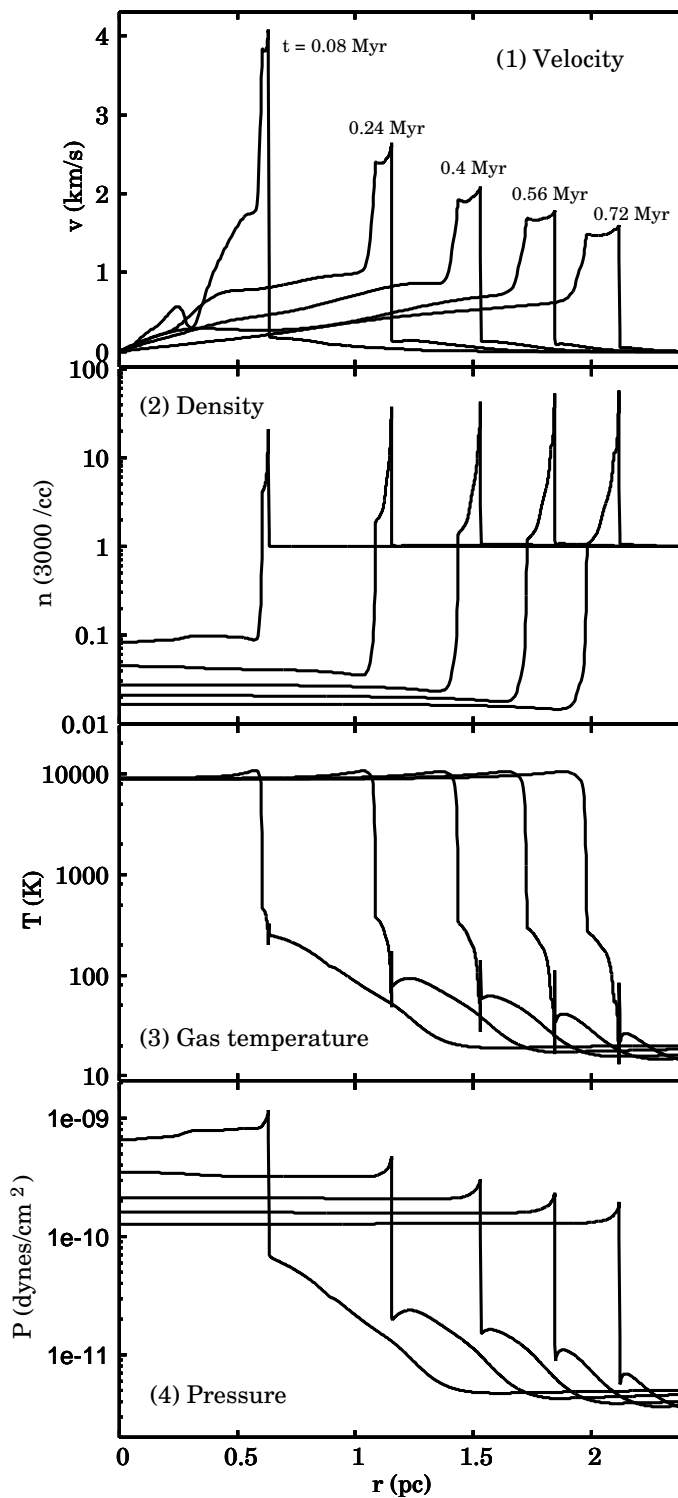 4
3
2
1
0
v (km/s)
(1) Velocity
t = 0.08 Myr
0.24 Myr
0.4 Myr
0.56 Myr
0.72 Myr
100
10
1
0.1
0.01
n (3000 /cc)
(2) Density
10000
1000
100
10
T (K)
(3) Gas temperature
1e-09
1e-10
1e-11
P (dynes/cm 2)
(4) Pressure
0 0.5 1 1.5 2
r (pc)